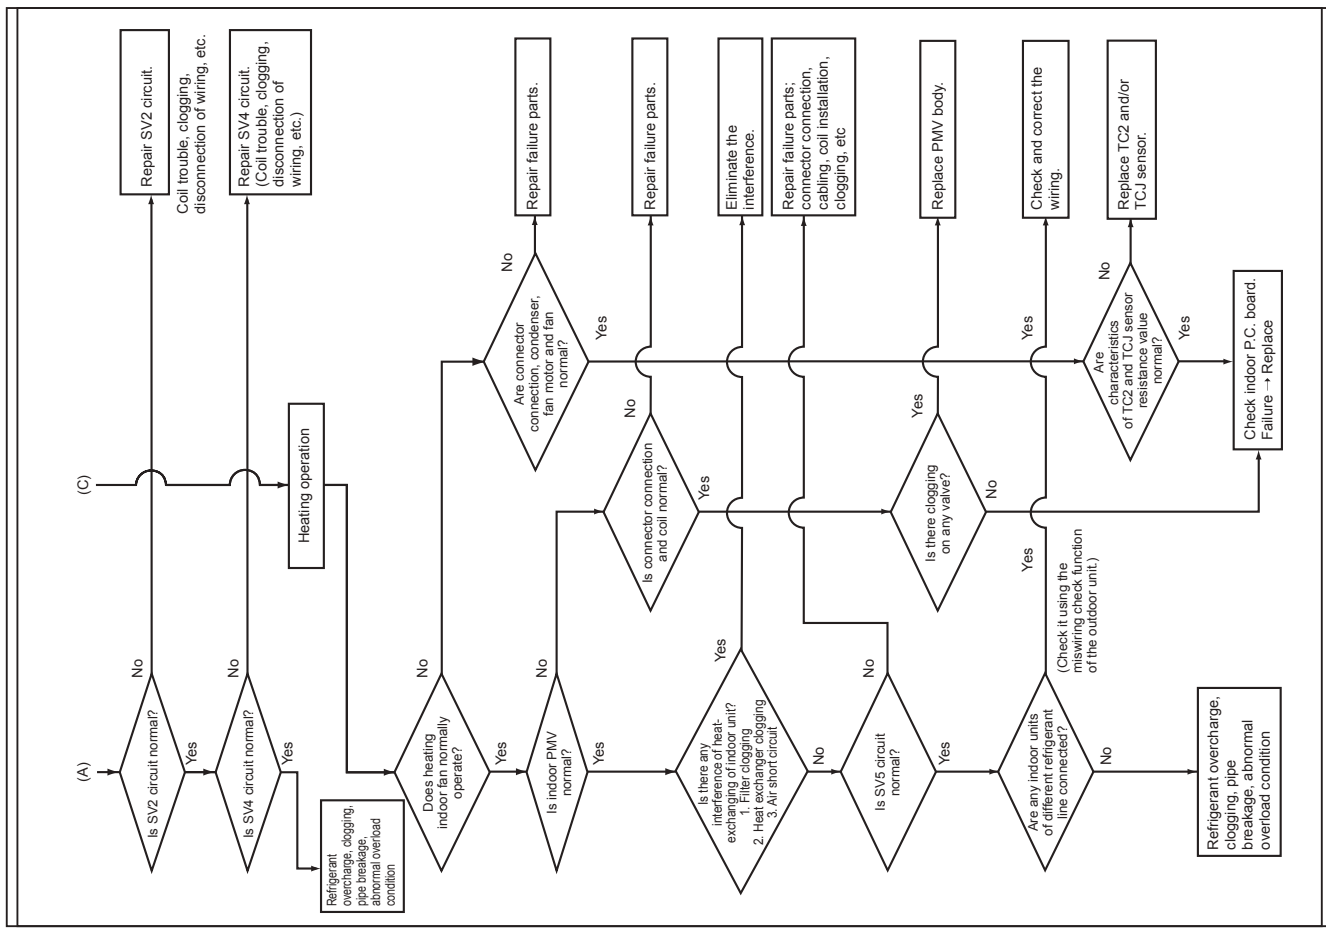 (A)
Is SV2 circuit normal?
No
Yes
Repair SV2 circuit.
Coil trouble, clogging,
disconnection of wiring, etc.
Is SV4 circuit normal?
No
Yes
Repair SV4 circuit.
(Coil trouble, clogging,
disconnection of
wiring, etc.)
Refrigerant
overcharge, clogging,
pipe breakage,
abnormal overload
condition
(C)
Heating operation
Does heating
indoor fan normally
operate?
No
Yes
Are connector
connection, condenser,
fan motor and fan
normal?
No
Yes
Repair failure parts.
Is indoor PMV
normal?
No
Yes
Is connector connection
and coil normal?
No
Yes
Repair failure parts.
Is there any
interference of heat-
exchanging of indoor unit?
1. Filter clogging
2. Heat exchanger clogging
3. Air short circuit
Yes
No
Eliminate the
interference.
Is SV5 circuit
normal?
No
Yes
Repair failure parts;
connector connection,
cabling, coil installation,
clogging, etc
Is there clogging
on any valve?
Yes
No
Replace PMV body.
Are any indoor units
of different refrigerant
line connected?
Yes
No
(Check it using the
miswiring check function
of the outdoor unit.)
Yes
Check and correct the
wiring.
Are
characteristics
of TC2 and TCJ sensor
resistance value
normal?
No
Yes
Replace TC2 and/or
TCJ sensor.
Check indoor P.C. board.
Failure → Replace
Refrigerant overcharge,
clogging, pipe
breakage, abnormal
overload condition